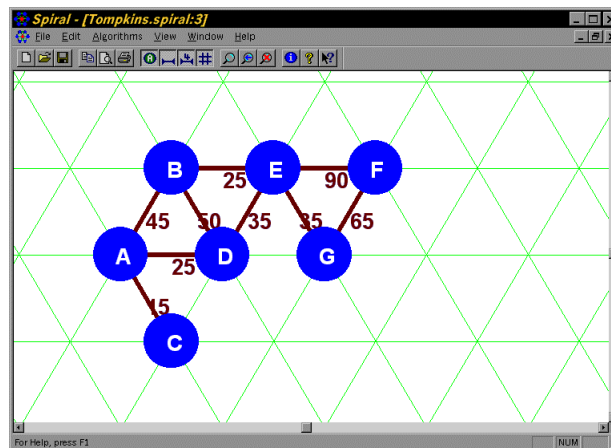 Spiral - [Tompkins.spiral:3]
File Edit Algorithms View Window Help
A
B E F
25 90
45 50 35 35 65
A D G
25
15
C
For Help, press F1
NUM